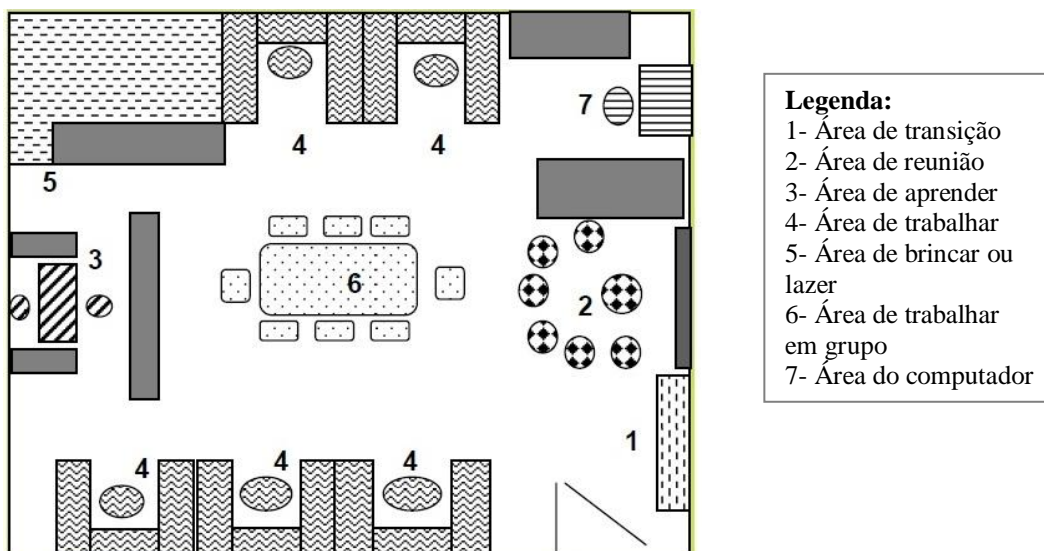 4
4
7
5
3
6
2
1
4
4
4
Legenda:
1- Área de transição
2- Área de reunião
3- Área de aprender
4- Área de trabalhar
5- Área de brincar ou
lazer
6- Área de trabalhar
em grupo
7- Área do computador